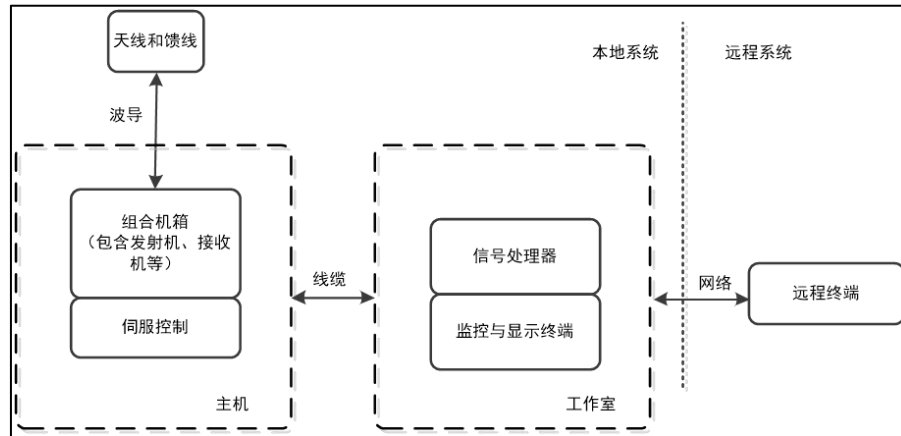 天线和馈线
本地系统
远程系统
波导
组合机箱
（包含发射机、接收
机等）
伺服控制
主机
线缆
信号处理器
监控与显示终端
工作室
网络
远程终端